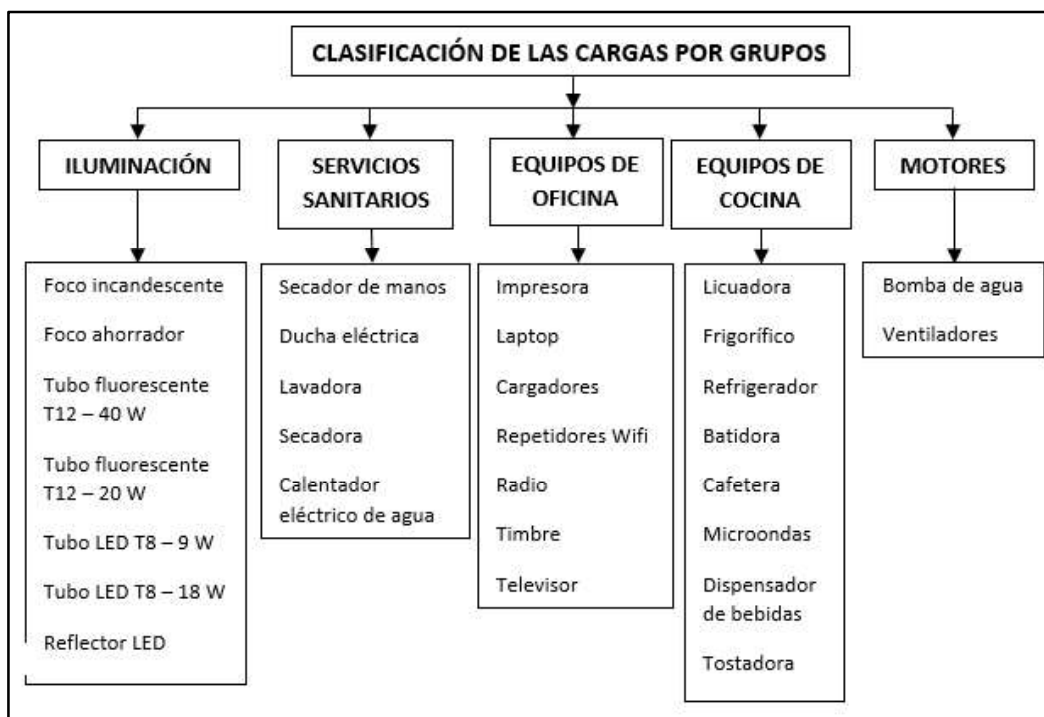 CLASIFICACIÓN DE LAS CARGAS POR GRUPOS
ILUMINACIÓN
Foco incandescente
Foco ahorrador
Tubo fluorescente
T12 – 40 W
Tubo fluorescente
T12 – 20 W
Tubo LED T8 – 9 W
Tubo LED T8 – 18 W
Reflector LED
SERVICIOS
SANITARIOS
Secador de manos
Ducha eléctrica
Lavadora
Secadora
Calentador
eléctrico de agua
EQUIPOS DE
OFICINA
Impresora
Laptop
Cargadores
Repetidores Wifi
Radio
Timbre
Televisor
EQUIPOS DE
COCINA
Licuadora
Frigorífico
Refrigerador
Batidora
Cafetera
Microondas
Dispensador
de bebidas
Tostadora
MOTORES
Bomba de agua
Ventiladores